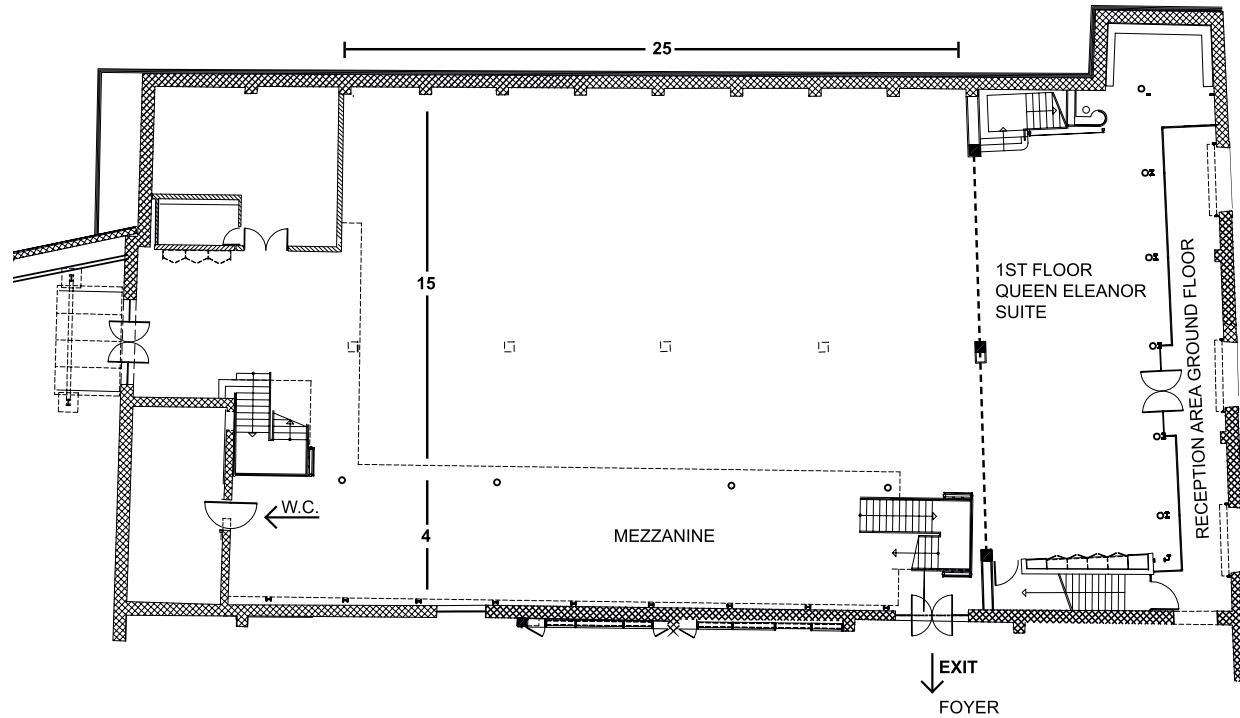 25
15
1ST FLOOR
QUEEN ELEANOR
SUITE
RECEPTION AREA GROUND FLOOR
W.C.
4
MEZZANINE
EXIT
FOYER